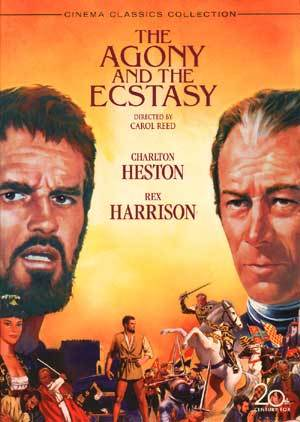 CINEMA CLASSICS COLLECTION
THE
AGONY
AND THE
ECSTASY
DIRECTED BY
CAROL REED
CHARLTON
HESTON
REX
HARRISON
20th
CENTURY FOX